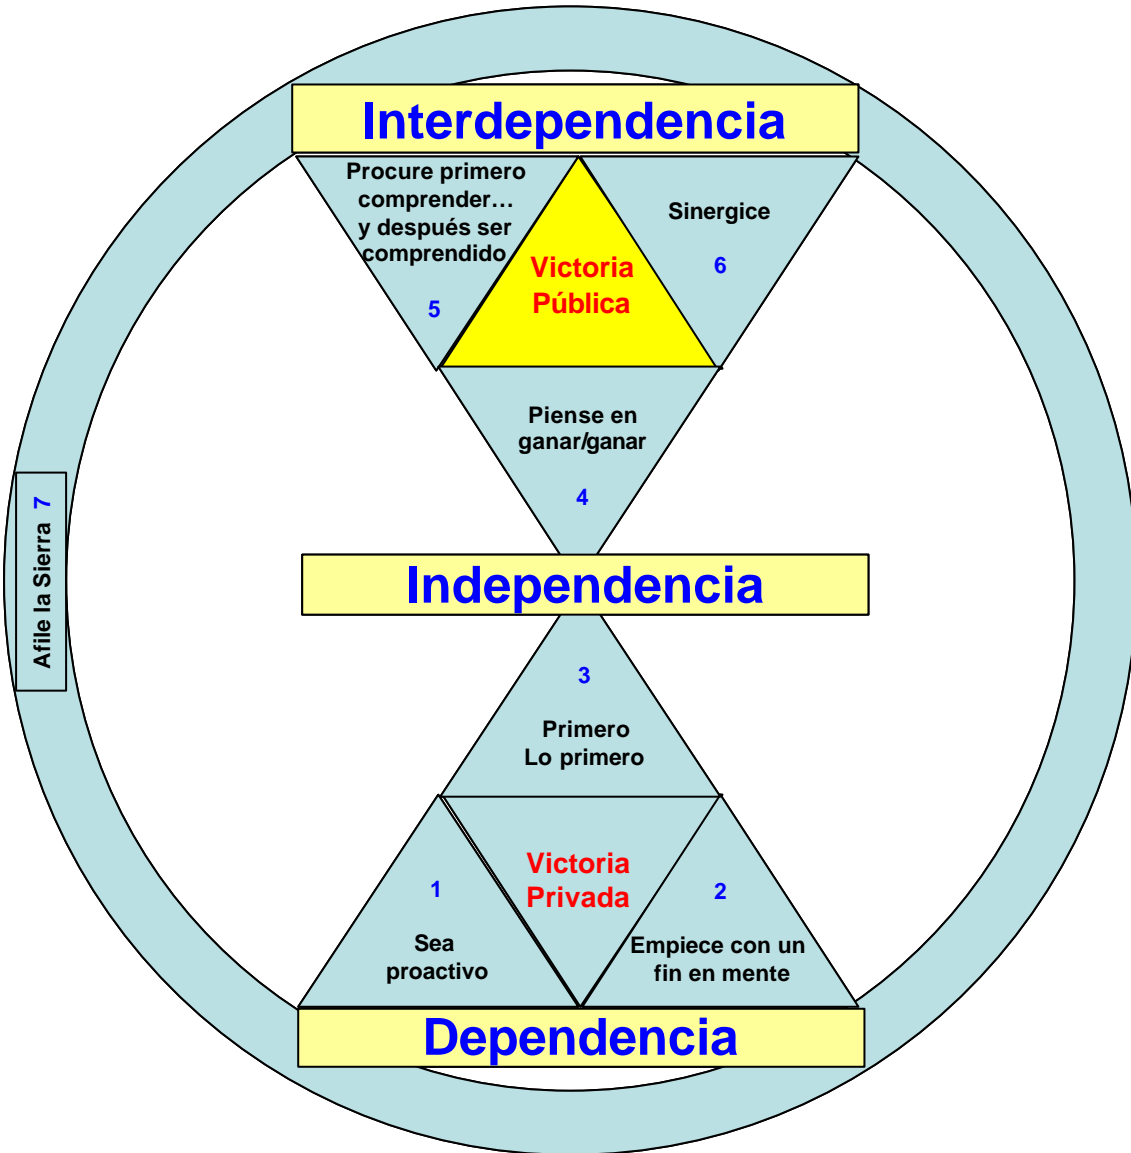 Interdependencia
Procure primero
comprender…
y después ser
comprendido
5
Victoria
Pública
Sinergice
6
Piense en
ganar/ganar
4
Afile la Sierra 7
Independencia
3
Primero
Lo primero
Victoria
Privada
1
Sea
proactivo
2
Empiece con un
fin en mente
Dependencia